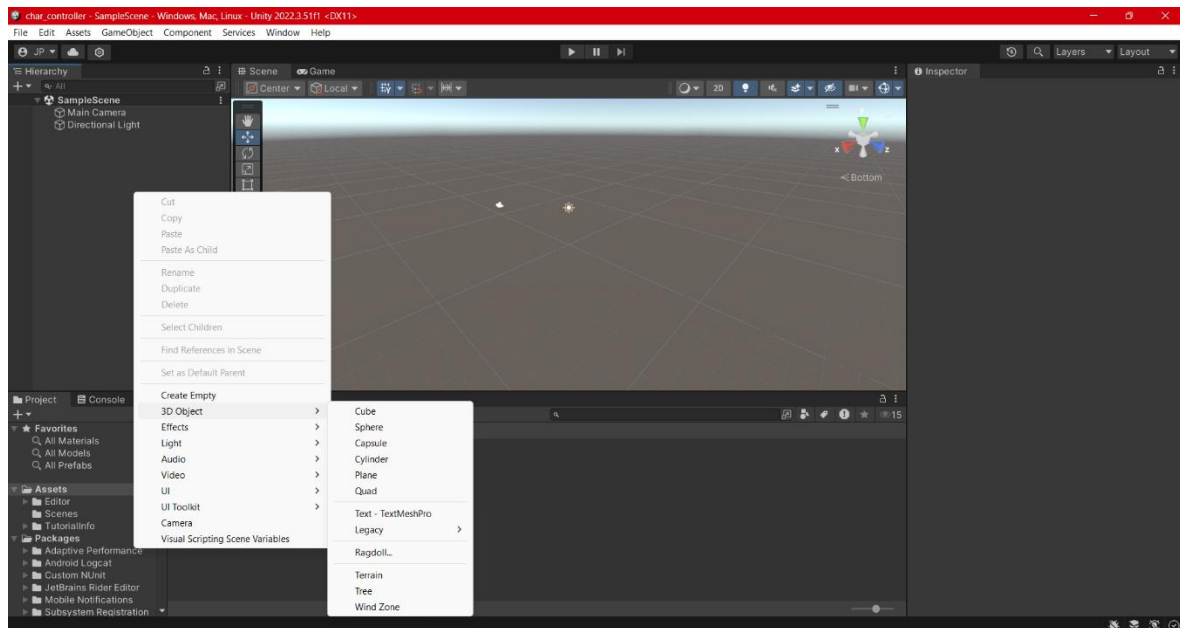 char_controller - SampleScene - Windows, Mac, Linux - Unity 2022.3.51f1 <DX11>
File Edit Assets GameObject Component Services Window Help
JP Layers Layout
Hierarchy Scene Game Inspector
All Center Local 2D
SampleScene
Main Camera
Directional Light
y
x z
Bottom
Cut
Copy
Paste
Paste As Child
Rename
Duplicate
Delete
Select Children
Find References in Scene
Set as Default Parent
Create Empty
3D Object
Effects
Light
Audio
Video
UI
UI Toolkit
Camera
Visual Scripting Scene Variables
Cube
Sphere
Capsule
Cylinder
Plane
Quad
Text - TextMeshPro
Legacy
Ragdoll...
Terrain
Tree
Wind Zone
Project Console
15
Favorites
All Materials
All Models
All Prefabs
Assets
Editor
Scenes
TutorialInfo
Packages
Adaptive Performance
Android Logcat
Custom NUnit
JetBrains Rider Editor
Mobile Notifications
Subsystem Registration